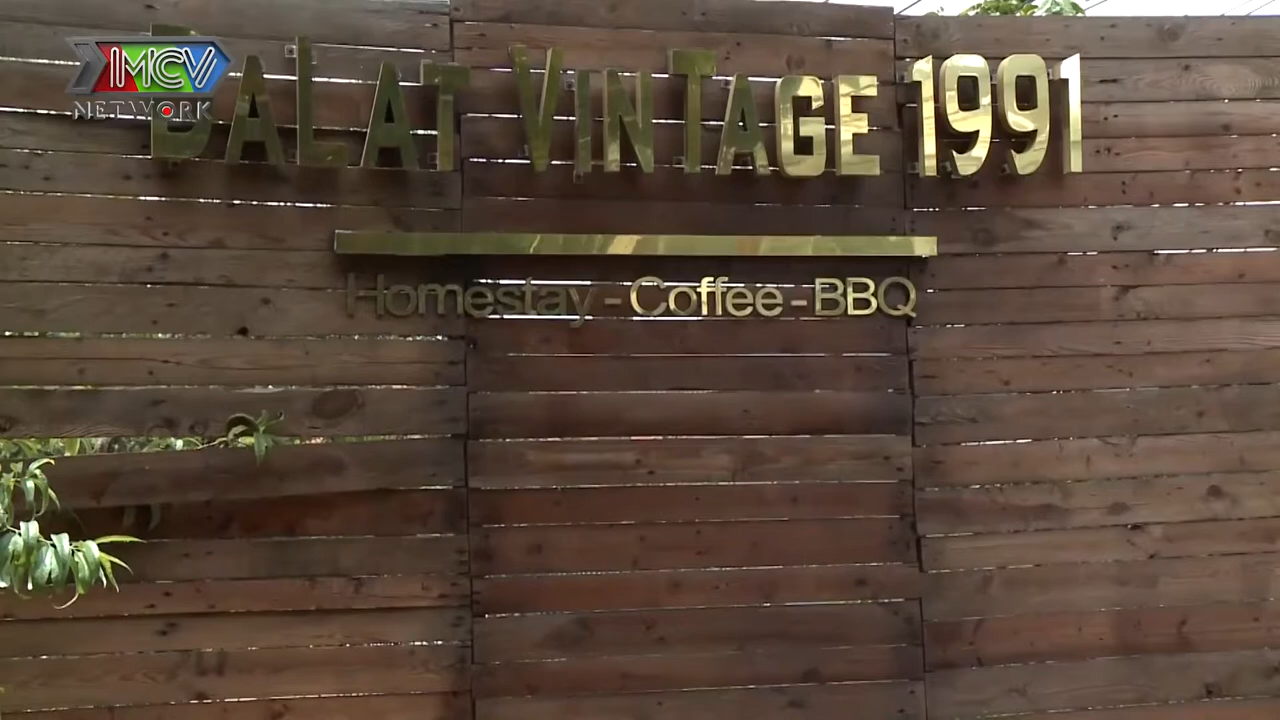 MCV
NETWORK
DALAT VINTAGE 1991
Homestay - Coffee - BBQ